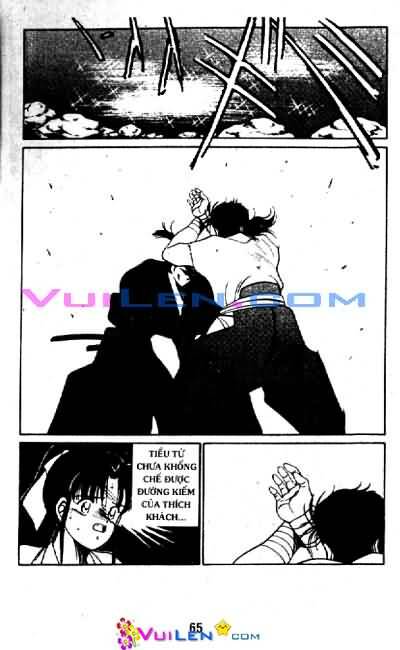 VUILEN.COM
TIỂU TỬ
CHƯA KHỐNG
CHẾ ĐƯỢC
ĐƯỜNG KIẾM
CỦA THÍCH
KHÁCH...
65
VUILEN.COM